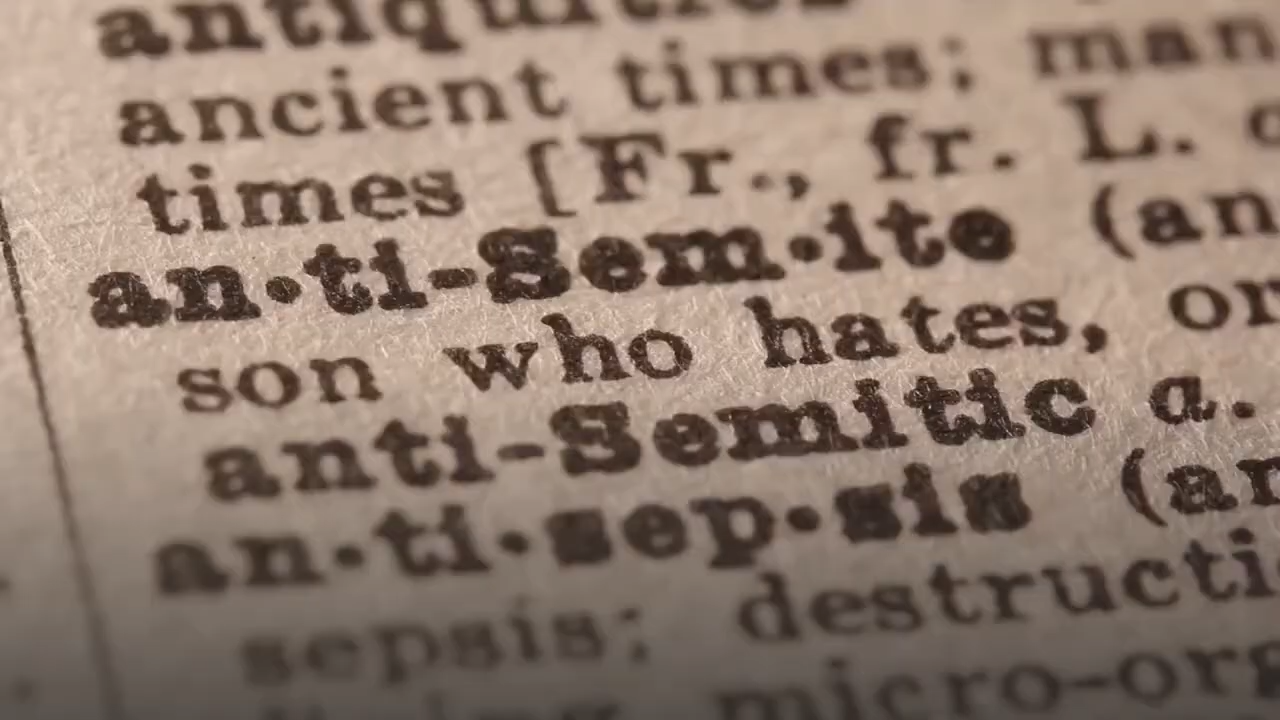 antiquities
ancient times; man
times [Fr., fr. L.
an·ti-Sem·ite (an
son who hates, or
anti-Semitic a.
an·ti·sep·sis (an
sepsis; destructi
micro-org